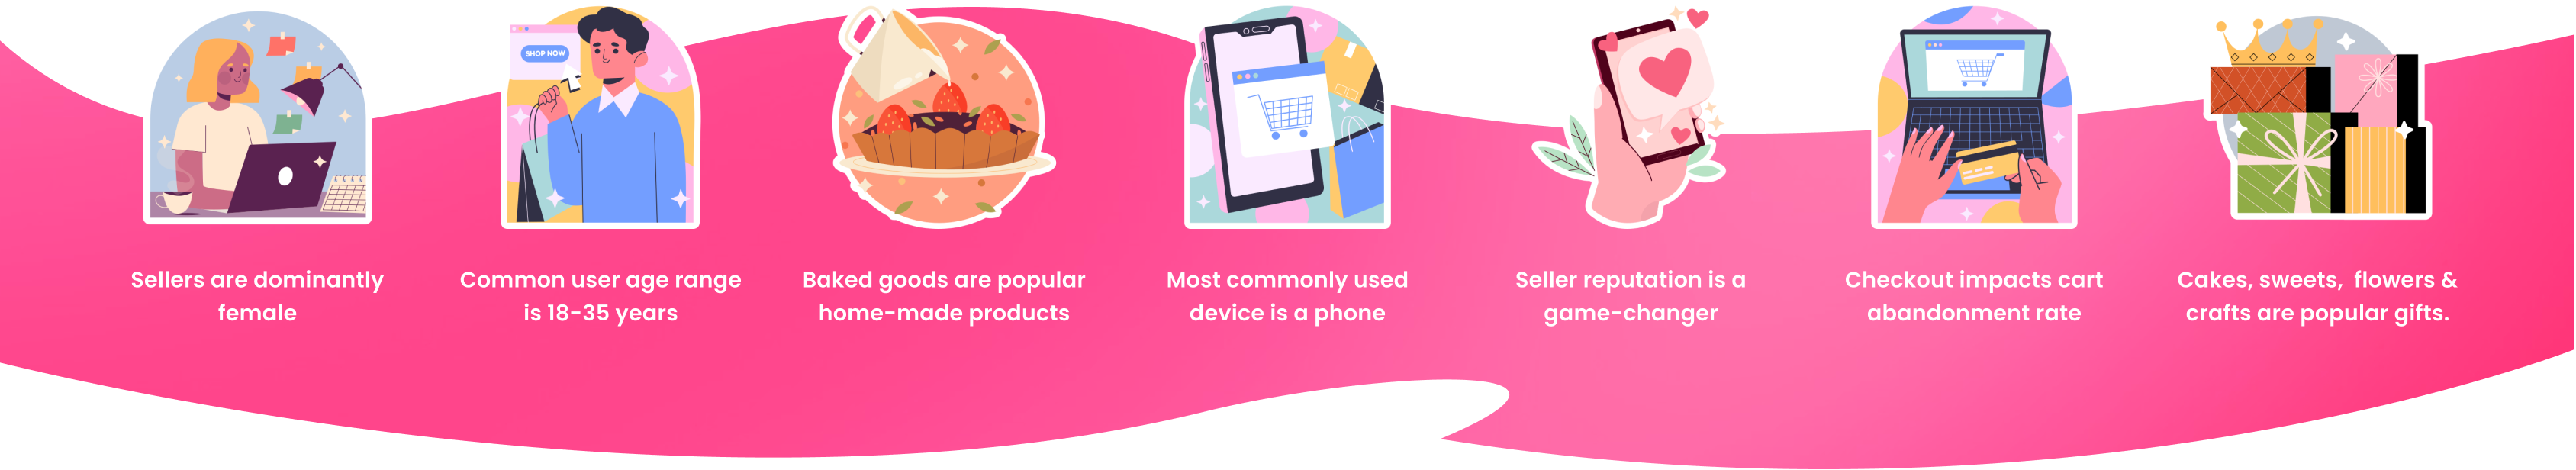 SHOP NOW
Sellers are dominantly
female
Common user age range
is 18-35 years
Baked goods are popular
home-made products
Most commonly used
device is a phone
Seller reputation is a
game-changer
Checkout impacts cart
abandonment rate
Cakes, sweets,  flowers &
crafts are popular gifts.